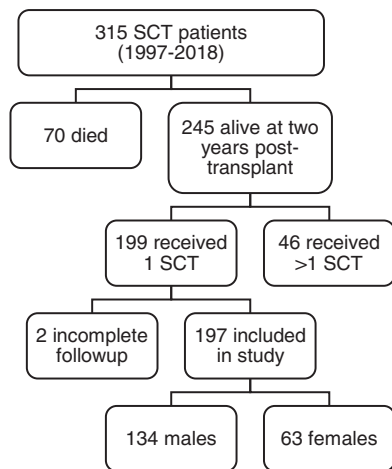 315 SCT patients
(1997-2018)
70 died
245 alive at two
years post-
transplant
199 received
1 SCT
46 received
>1 SCT
2 incomplete
followup
197 included
in study
134 males
63 females